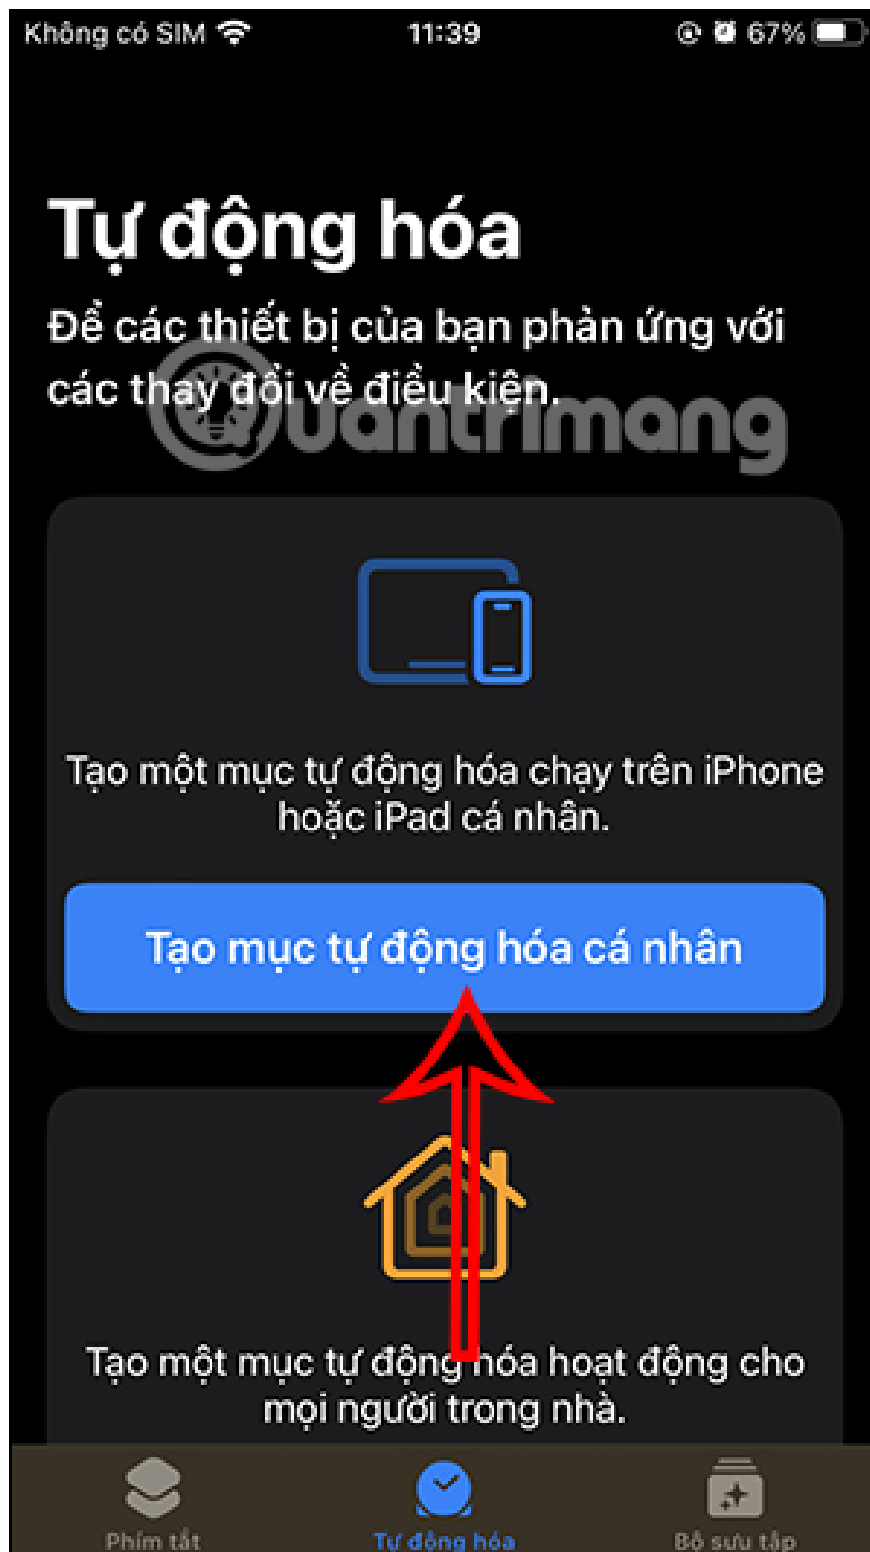 Không có SIM 11:39 67%
Tự động hóa
Để các thiết bị của bạn phản ứng với
các thay đổi về điều kiện.
Quantrimang
Tạo một mục tự động hóa chạy trên iPhone
hoặc iPad cá nhân.
Tạo mục tự động hóa cá nhân
Tạo một mục tự động hóa hoạt động cho
mọi người trong nhà.
Phím tắt Tự động hóa Bộ sưu tập